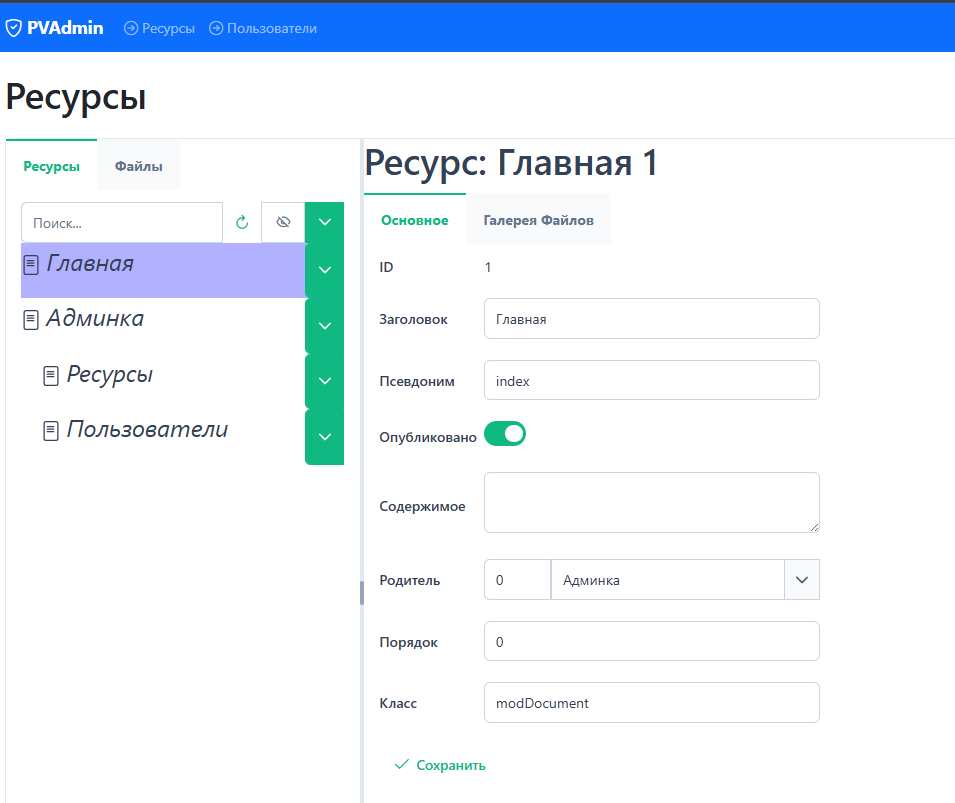 PVAdmin Ресурсы Пользователи
Ресурсы
Ресурсы Файлы
Поиск...
Главная
Админка
Ресурсы
Пользователи
Ресурс: Главная 1
Основное Галерея Файлов
ID 1
Заголовок Главная
Псевдоним index
Опубликовано
Содержимое
Родитель 0 Админка
Порядок 0
Класс modDocument
Сохранить